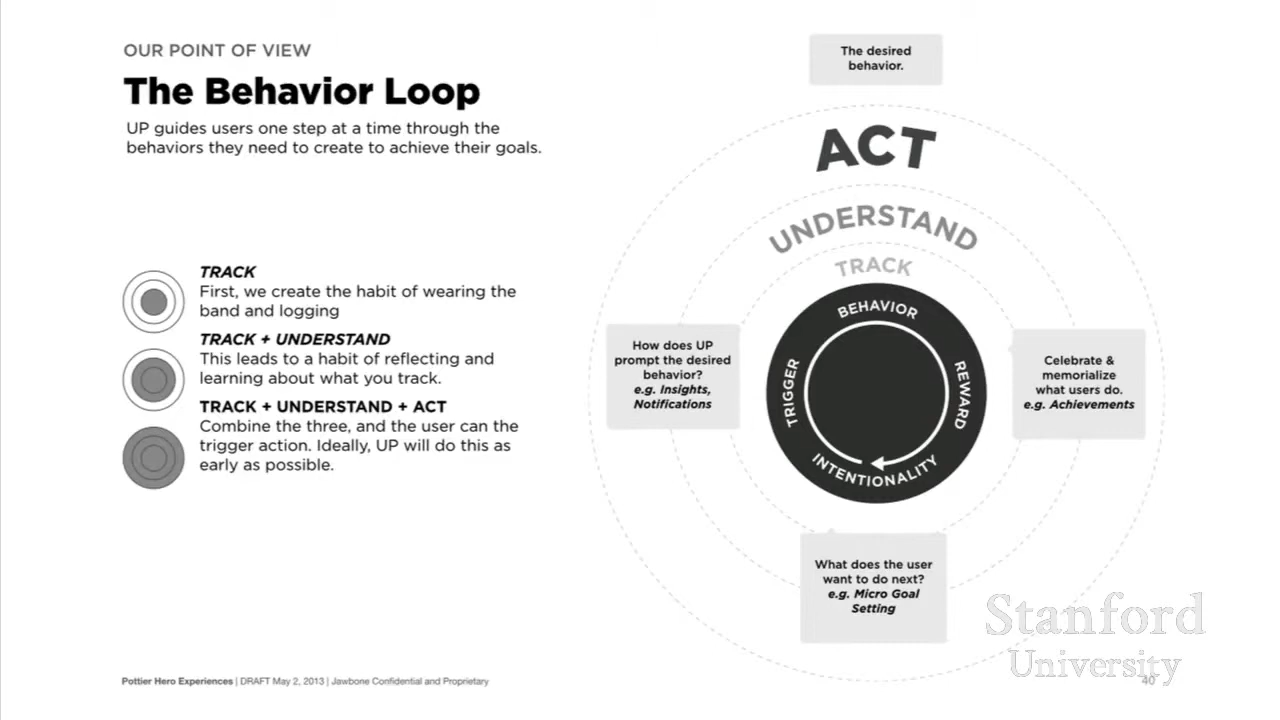 OUR POINT OF VIEW
The Behavior Loop
UP guides users one step at a time through the
behaviors they need to create to achieve their goals.
TRACK
First, we create the habit of wearing the
band and logging
TRACK + UNDERSTAND
This leads to a habit of reflecting and
learning about what you track.
TRACK + UNDERSTAND + ACT
Combine the three, and the user can the
trigger action. Ideally, UP will do this as
early as possible.
The desired
behavior.
ACT
UNDERSTAND
TRACK
BEHAVIOR
TRIGGER
REWARD
INTENTIONALITY
How does UP
prompt the desired
behavior?
e.g. Insights,
Notifications
Celebrate &
memorialize
what users do.
e.g. Achievements
What does the user
want to do next?
e.g. Micro Goal
Setting
Stanford
University
Pottier Hero Experiences | DRAFT May 2, 2013 | Jawbone Confidential and Proprietary
40